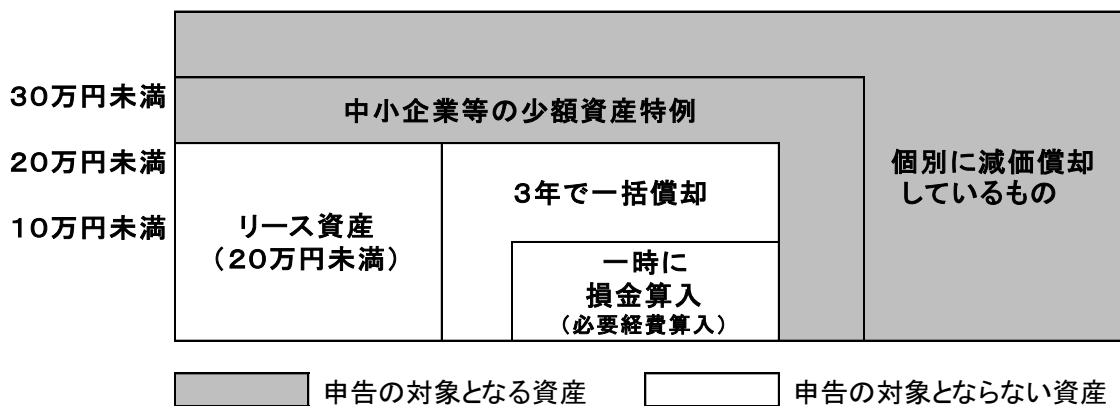 30万円未満
中小企業等の少額資産特例
20万円未満
個別に減価償却
しているもの
3年で一括償却
10万円未満
リース資産
(20万円未満)
一時に
損金算入
(必要経費算入)
申告の対象となる資産
申告の対象とならない資産